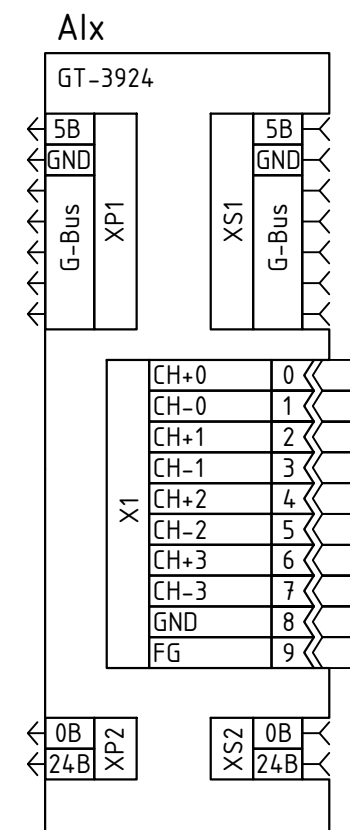 AIx
GT-3924
5В 5В
GND GND
G-Bus XP1 XS1 G-Bus
X1
CH+0 0
CH-0 1
CH+1 2
CH-1 3
CH+2 4
CH-2 5
CH+3 6
CH-3 7
GND 8
FG 9
0В XP2 XS2 0В
24В 24В